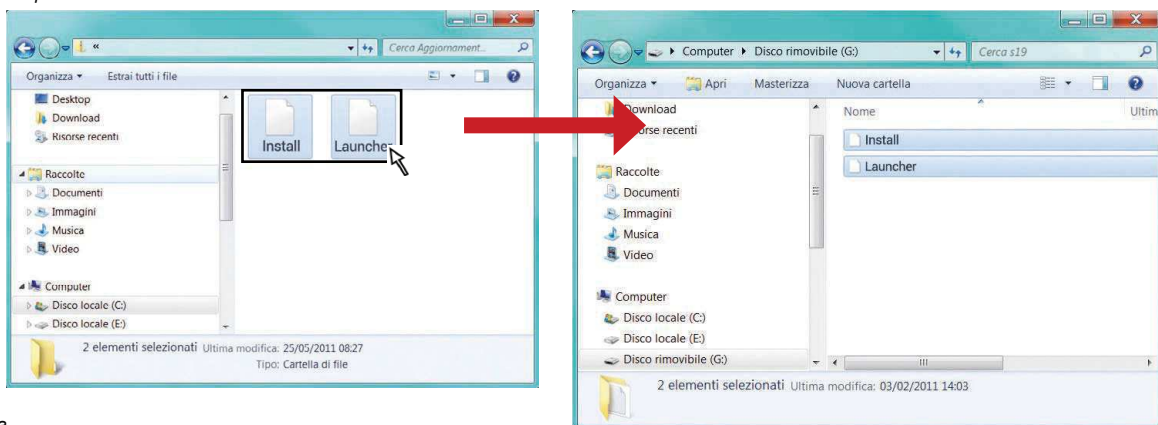 «
Cerca Aggiornament...
Organizza
Estrai tutti i file
Desktop
Download
Risorse recenti
Raccolte
Documenti
Immagini
Musica
Video
Computer
Disco locale (C:)
Disco locale (E:)
Install
Launcher
2 elementi selezionati Ultima modifica: 25/05/2011 08:27
Tipo: Cartella di file
Computer Disco rimovibile (G:)
Cerca s19
Organizza
Apri
Masterizza
Nuova cartella
Download
recenti
Raccolte
Documenti
Immagini
Musica
Video
Computer
Disco locale (C:)
Disco locale (E:)
Disco rimovibile (G:)
Nome
Ultim
Install
Launcher
2 elementi selezionati Ultima modifica: 03/02/2011 14:03